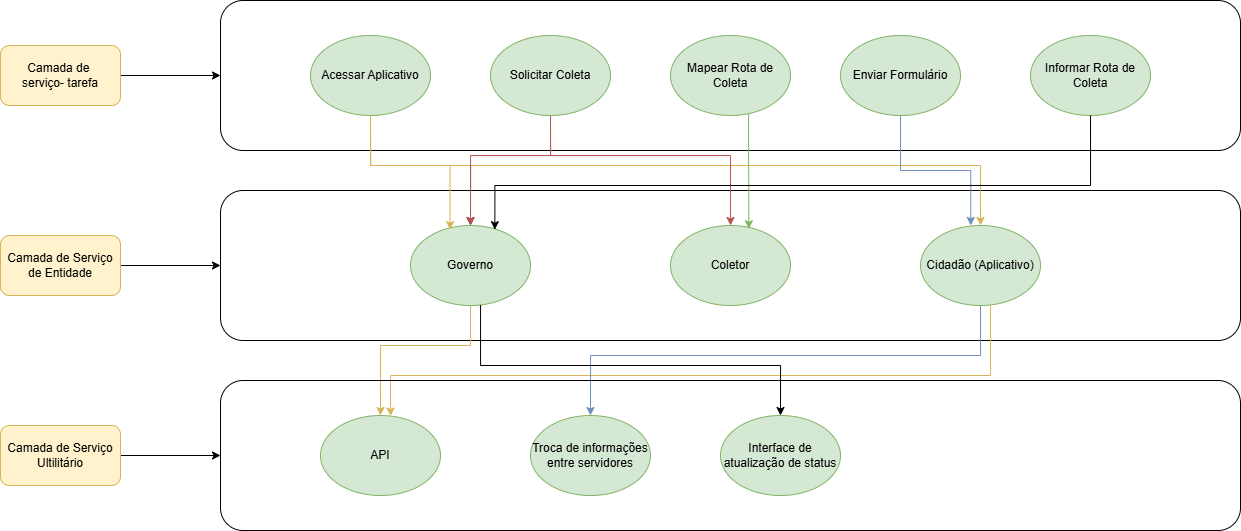 Camada de
serviço- tarefa
Acessar Aplicativo
Solicitar Coleta
Mapear Rota de
Coleta
Enviar Formulário
Informar Rota de
Coleta
Camada de Serviço
de Entidade
Governo
Coletor
Cidadão (Aplicativo)
Camada de Serviço
Ultilitário
API
Troca de informações
entre servidores
Interface de
atualização de status